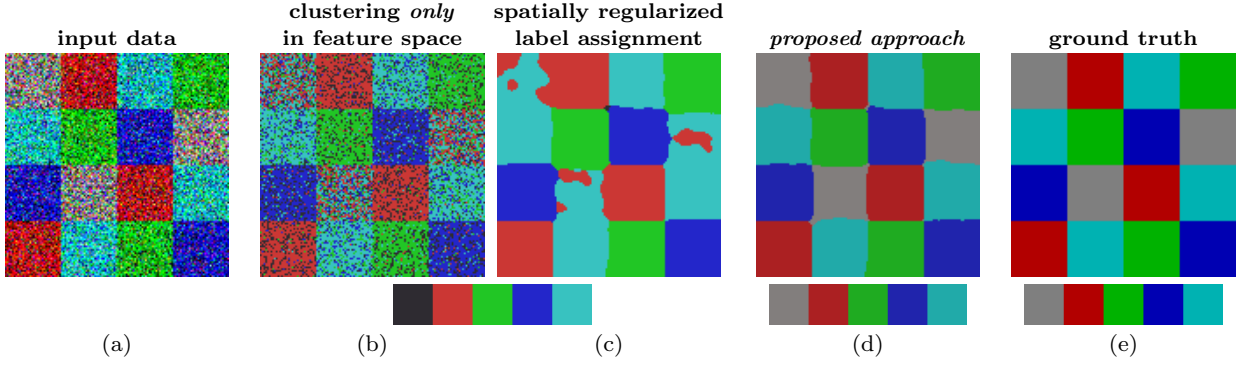 input data
clustering only
in feature space
spatially regularized
label assignment
proposed approach
ground truth
(a)
(b)
(c)
(d)
(e)